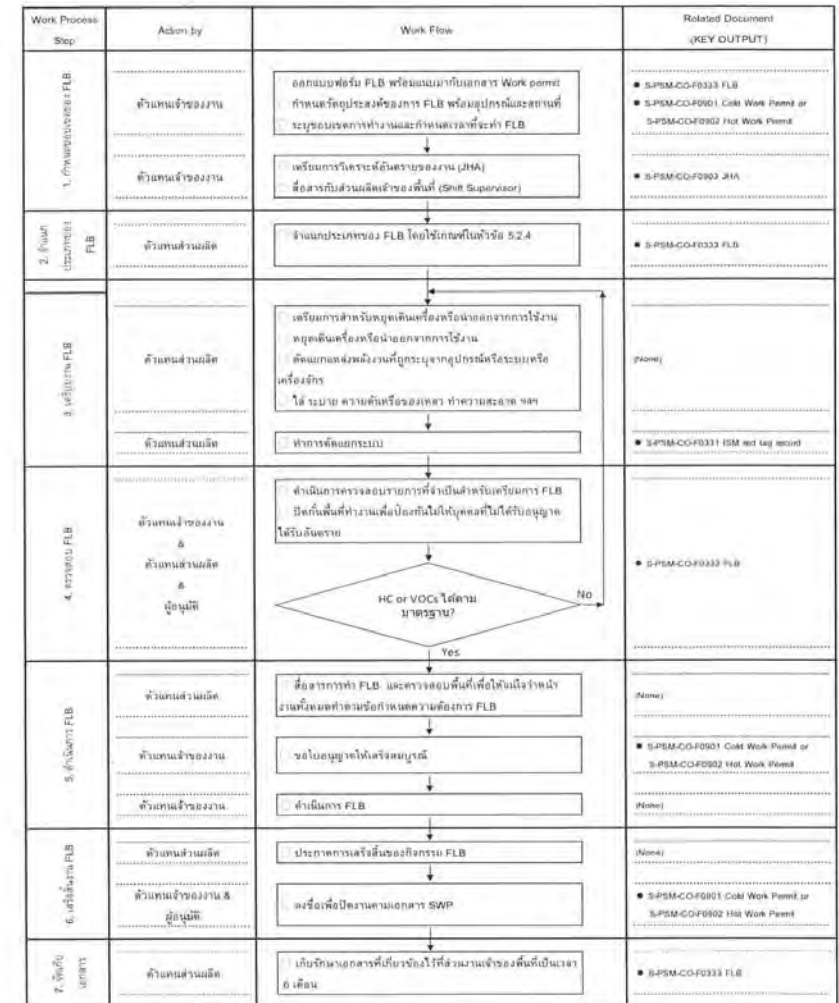 Work Process
Step
Action by
Work Flow
Related Document
(KEY OUTPUT)
1. กำหนดขอบเขตของ FLB
ตัวแทนเจ้าของงาน
ออกแบบฟอร์ม FLB พร้อมแนบมากับเอกสาร Work permit
กำหนดวัตถุประสงค์ของการ FLB พร้อมอุปกรณ์และสถานที่
ระบุขอบเขตการทำงานและกำหนดเวลาที่จะทำ FLB
S-PSM-CO-F0333 FLB
S-PSM-CO-F0901 Cold Work Permit or
S-PSM-CO-F0902 Hot Work Permit
ตัวแทนเจ้าของงาน
เตรียมการวิเคราะห์อันตรายของงาน (JHA)
สื่อสารกับส่วนผลิตเจ้าของพื้นที่ (Shift Supervisor)
S-PSM-CO-F0903 JHA
2. จำแนก
ประเภทของ
FLB
ตัวแทนส่วนผลิต
จำแนกประเภทของ FLB โดยใช้เกณฑ์ในหัวข้อ 5.2.4
S-PSM-CO-F0333 FLB
3. เตรียมงาน FLB
ตัวแทนส่วนผลิต
เตรียมการสำหรับหยุดเดินเครื่องหรือนำออกจากการใช้งาน
หยุดเดินเครื่องหรือนำออกจากการใช้งาน
ตัดแยกแหล่งพลังงานที่ถูกระบุจากอุปกรณ์หรือระบบหรือ
เครื่องจักร
ไล่ ระบาย ความดันหรือของเหลว ทำความสะอาด ฯลฯ
(None)
ตัวแทนส่วนผลิต
ทำการตัดแยกระบบ
S-PSM-CO-F0331 ISM red tag record
4. ตรวจสอบ FLB
ตัวแทนเจ้าของงาน
&
ตัวแทนส่วนผลิต
&
ผู้อนุมัติ
ดำเนินการตรวจสอบรายการที่จำเป็นสำหรับเตรียมการ FLB
ปิดกั้นพื้นที่ทำงานเพื่อป้องกันไม่ให้บุคคลที่ไม่ได้รับอนุญาต
ได้รับอันตราย
HC or VOCs ได้ตาม
มาตรฐาน?
No
Yes
S-PSM-CO-F0333 FLB
5. ดำเนินการ FLB
ตัวแทนส่วนผลิต
สื่อสารการทำ FLB และตรวจสอบพื้นที่เพื่อให้แน่ใจว่าหน้า
งานทั้งหมดทำตามข้อกำหนดความต้องการ FLB
(None)
ตัวแทนเจ้าของงาน
ขอใบอนุญาตให้เสร็จสมบูรณ์
S-PSM-CO-F0901 Cold Work Permit or
S-PSM-CO-F0902 Hot Work Permit
ตัวแทนเจ้าของงาน
ดำเนินการ FLB
(None)
6. เสร็จสิ้นงาน FLB
ตัวแทนส่วนผลิต
ประกาศการเสร็จสิ้นของกิจกรรม FLB
(None)
ตัวแทนเจ้าของงาน &
ผู้อนุมัติ
ลงชื่อเพื่อปิดงานตามเอกสาร SWP
S-PSM-CO-F0901 Cold Work Permit or
S-PSM-CO-F0902 Hot Work Permit
7. จัดเก็บ
เอกสาร
ตัวแทนส่วนผลิต
เก็บรักษาเอกสารที่เกี่ยวข้องไว้ที่ส่วนงานเจ้าของพื้นที่เป็นเวลา
6 เดือน
S-PSM-CO-F0333 FLB